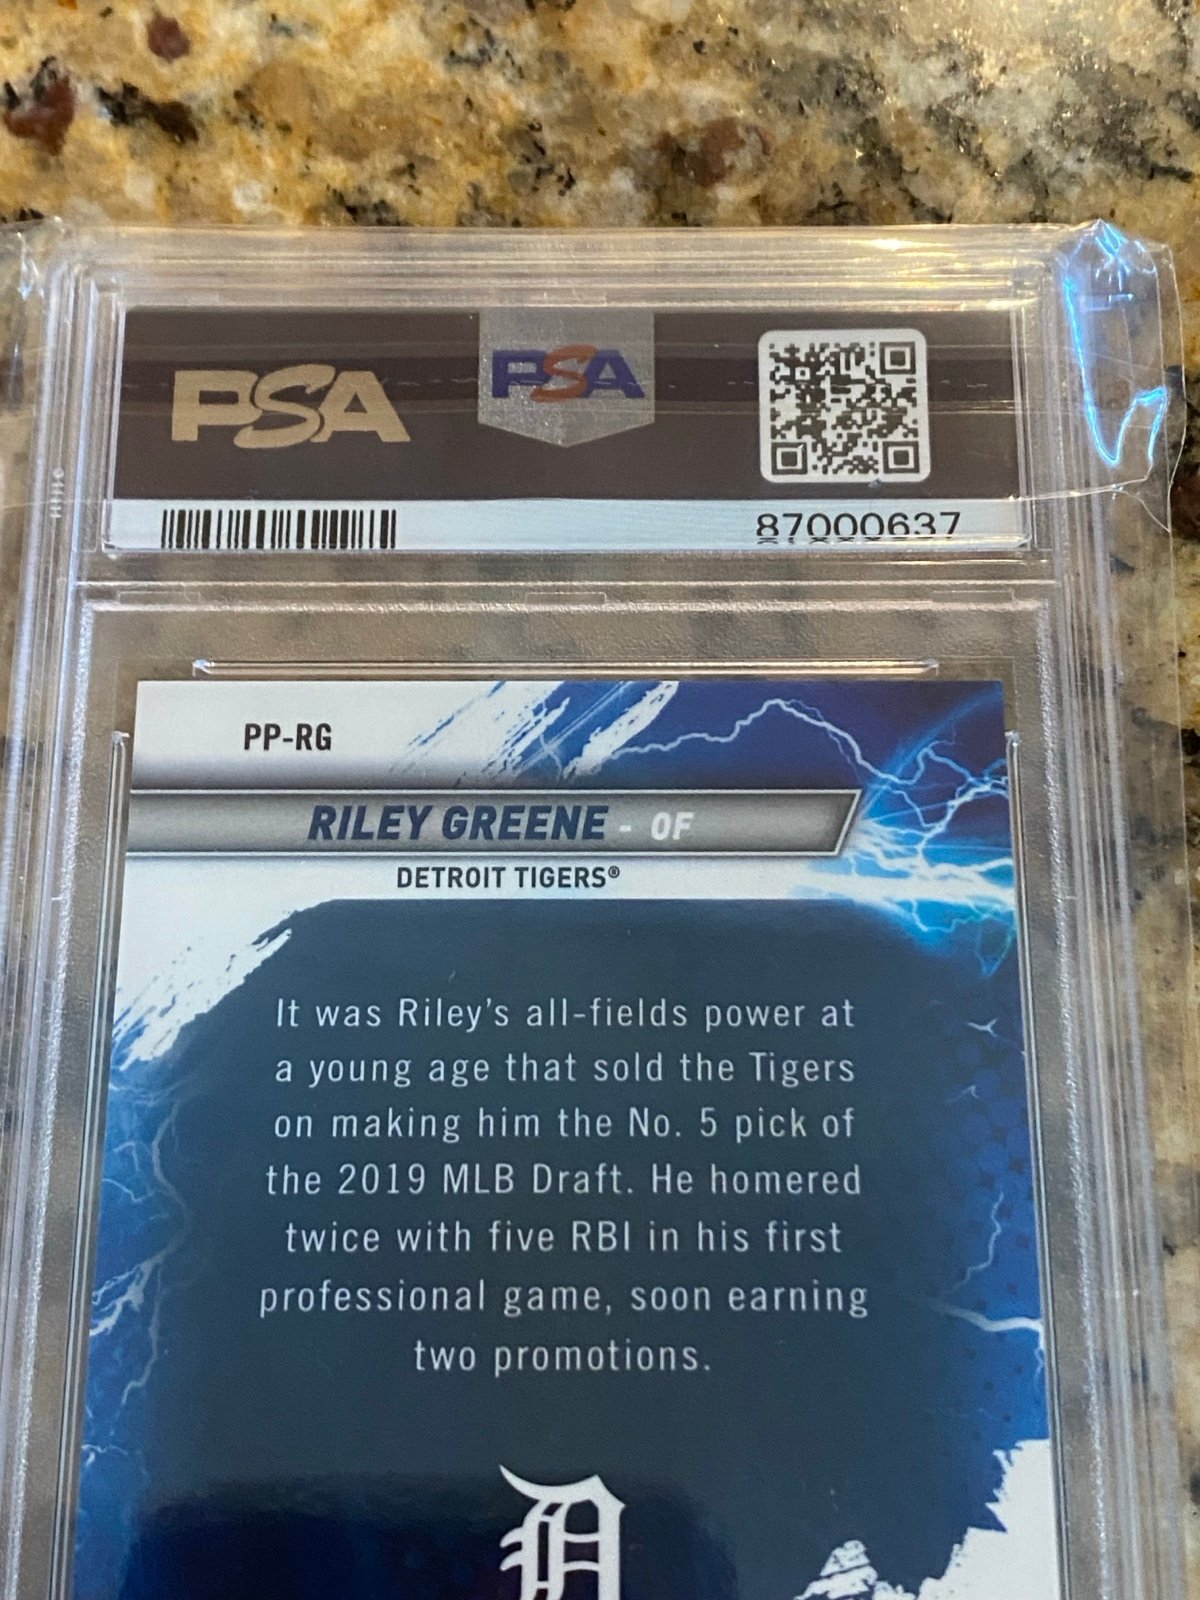 PSA
PSA
87000637
PP-RG
RILEY GREENE - OF
DETROIT TIGERS®
It was Riley's all-fields power at
a young age that sold the Tigers
on making him the No. 5 pick of
the 2019 MLB Draft. He homered
twice with five RBI in his first
professional game, soon earning
two promotions.
D